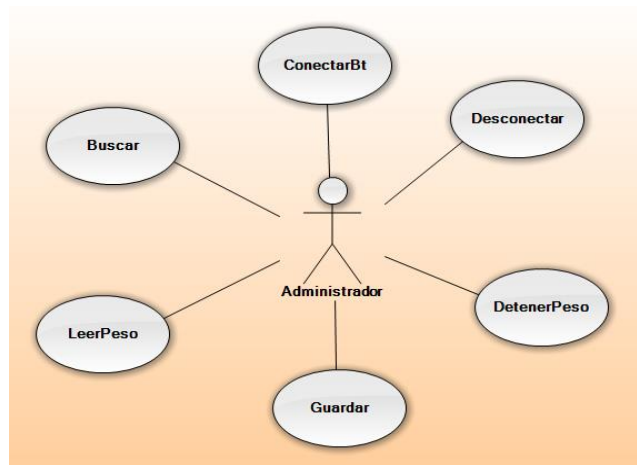 ConectarBt
Desconectar
Buscar
Administrador
DetenerPeso
LeerPeso
Guardar